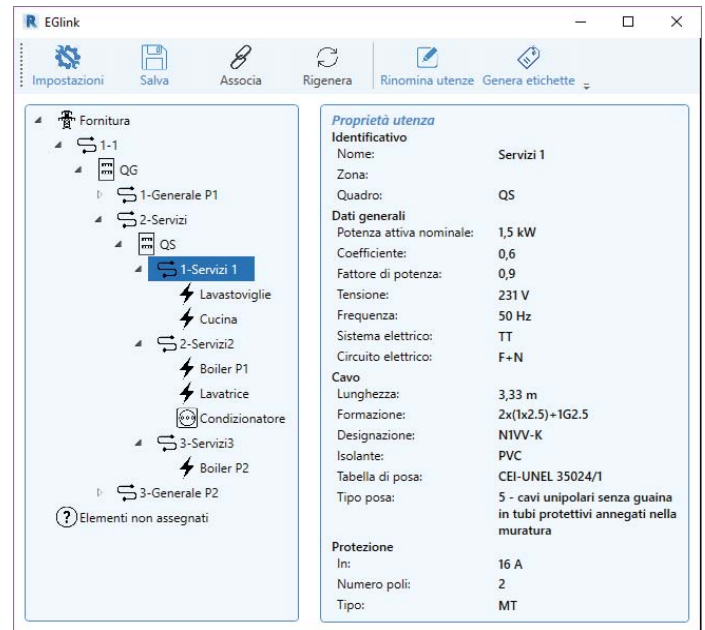 R EGlink
Impostazioni Salva Associa Rigenera Rinomina utenze Genera etichette
Fornitura
1-1
QG
1-Generale P1
2-Servizi
QS
1-Servizi 1
Lavastoviglie
Cucina
2-Servizi2
Boiler P1
Lavatrice
Condizionatore
3-Servizi3
Boiler P2
3-Generale P2
? Elementi non assegnati
Proprietà utenza
Identificativo
Nome: Servizi 1
Zona:
Quadro: QS
Dati generali
Potenza attiva nominale: 1,5 kW
Coefficiente: 0,6
Fattore di potenza: 0,9
Tensione: 231 V
Frequenza: 50 Hz
Sistema elettrico: TT
Circuito elettrico: F+N
Cavo
Lunghezza: 3,33 m
Formazione: 2x(1x2.5)+1G2.5
Designazione: N1VV-K
Isolante: PVC
Tabella di posa: CEI-UNEL 35024/1
Tipo posa: 5 - cavi unipolari senza guaina
in tubi protettivi annegati nella
muratura
Protezione
In: 16 A
Numero poli: 2
Tipo: MT